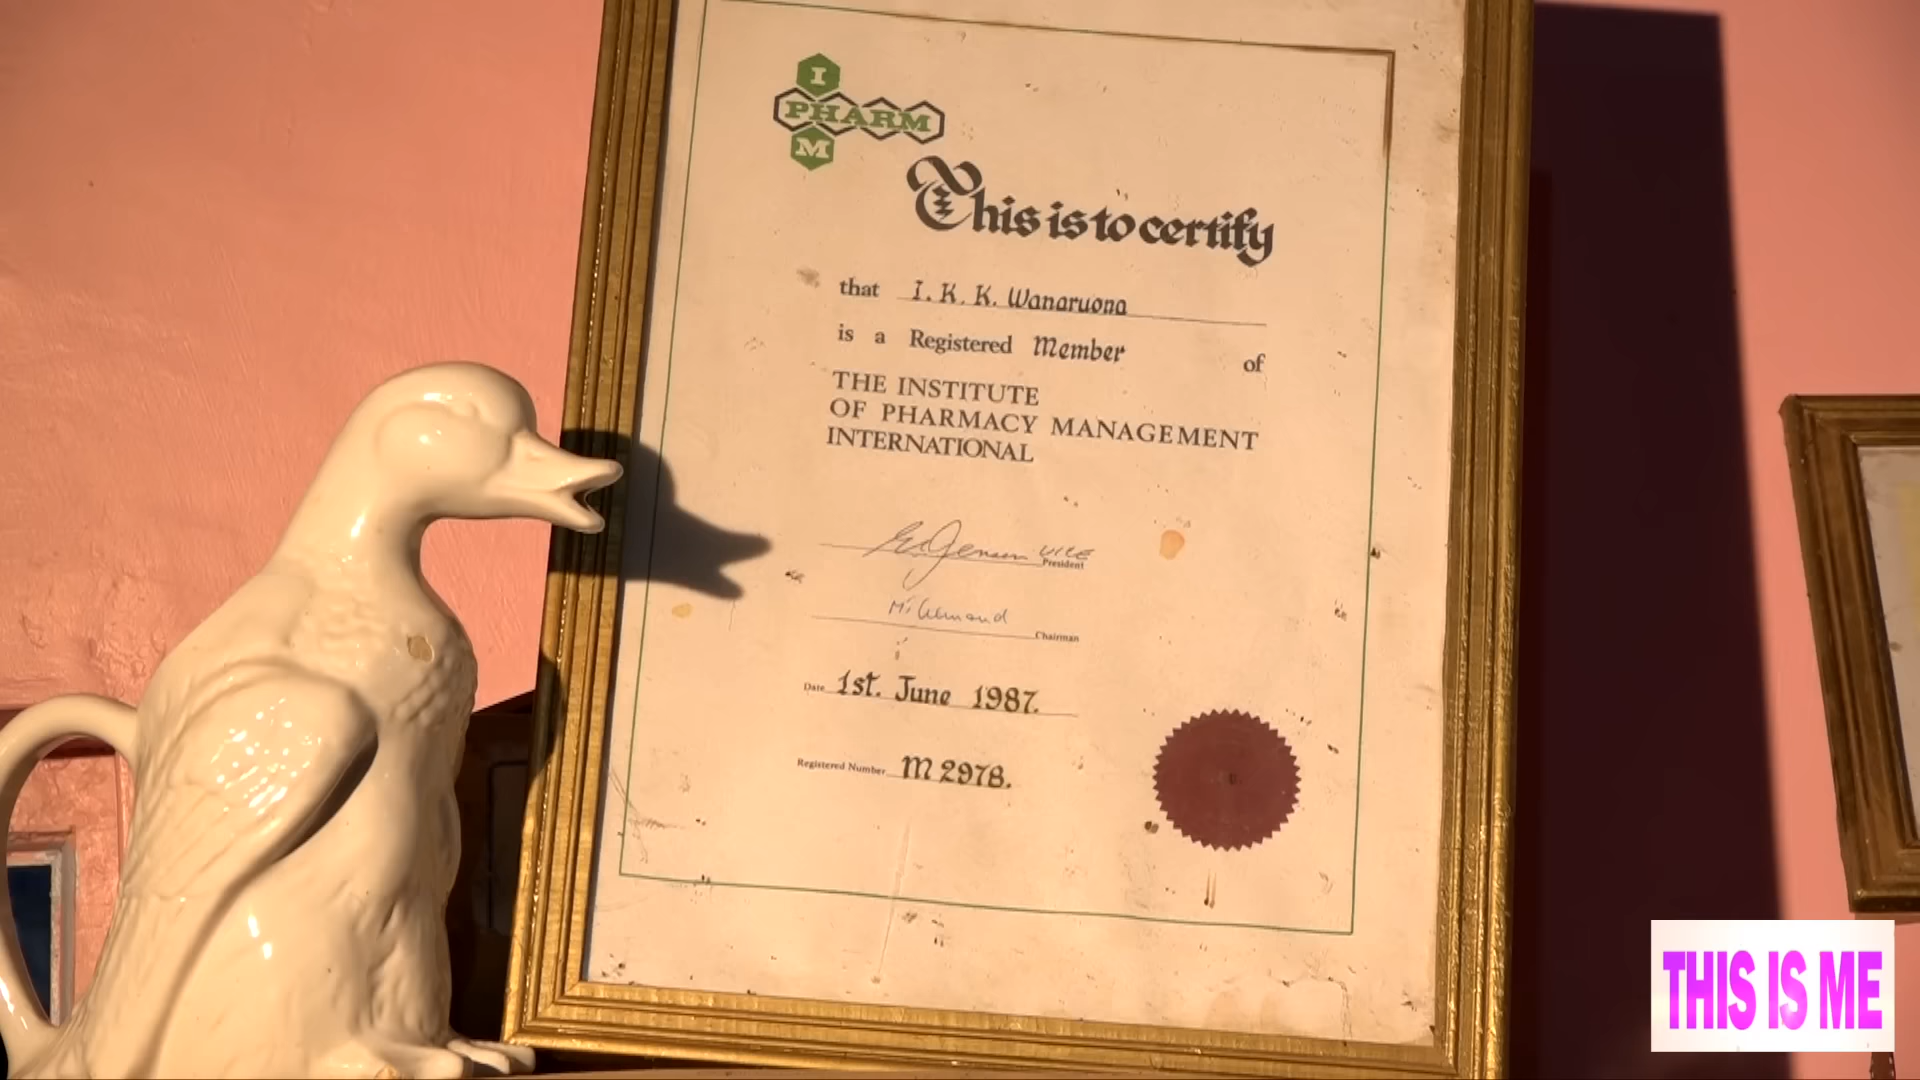 I
PHARM
M
This is to certify
that I. K. K. Wanaruona
is a Registered Member of
THE INSTITUTE
OF PHARMACY MANAGEMENT
INTERNATIONAL
VICE
President
Chairman
Date 1st. June 1987.
Registered Number M 2978.
THIS IS ME